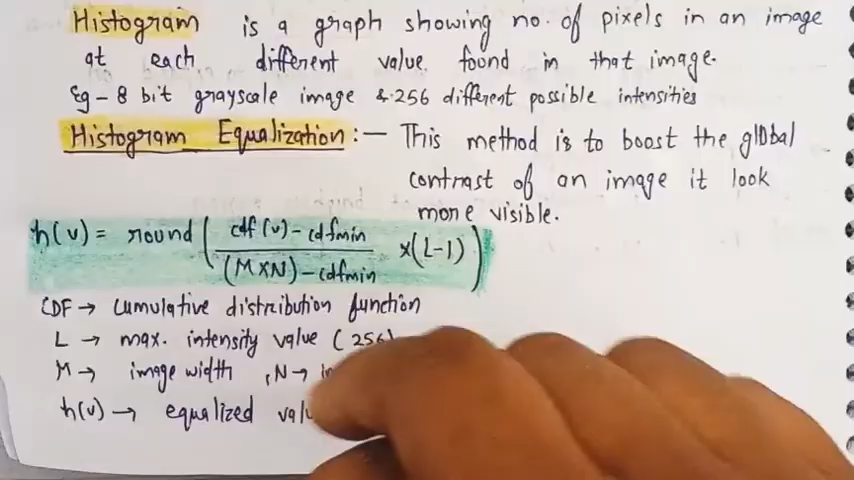 Histogram is a graph showing no. of pixels in an image
at each different value found in that image.
Eg - 8 bit grayscale image & 256 different possible intensities
Histogram Equalization :— This method is to boost the global
contrast of an image it look
more visible.
h(v) = round( (cdf(v) - cdfmin) / ((M×N) - cdfmin) ×(L-1) )
CDF → cumulative distribution function
L → max. intensity value (256)
M → image width , N →
h(v) → equalized